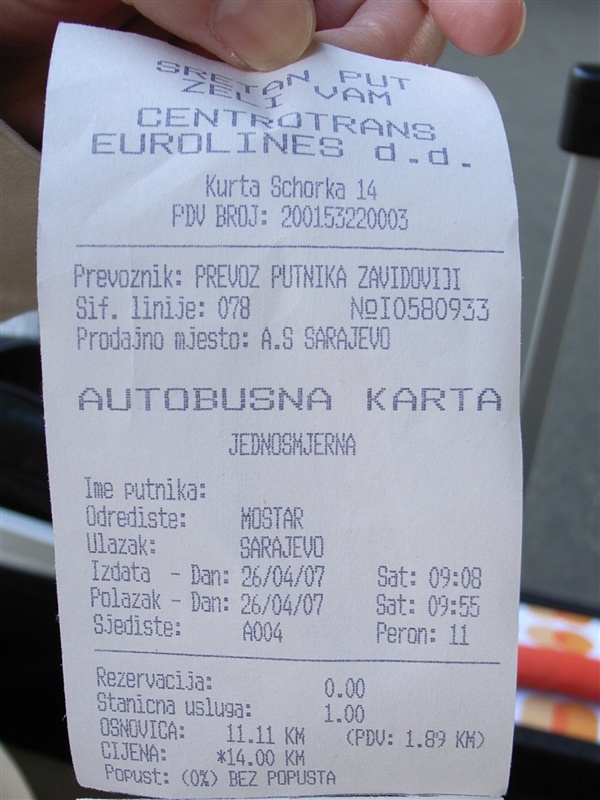 SRETAN PUT
ZELI VAM
CENTROTRANS
EUROLINES d.d.
Kurta Schorka 14
PDV BROJ: 200153220003
Prevoznik: PREVOZ PUTNIKA ZAVIDOVIJI
Sif. linije: 078 №I0580933
Prodajno mjesto: A.S SARAJEVO
AUTOBUSNA KARTA
JEDNOSMJERNA
Ime putnika:
Odrediste: MOSTAR
Ulazak: SARAJEVO
Izdata - Dan: 26/04/07 Sat: 09:08
Polazak - Dan: 26/04/07 Sat: 09:55
Sjediste: A004 Peron: 11
Rezervacija: 0.00
Stanicna usluga: 1.00
OSNOVICA: 11.11 KM (PDV: 1.89 KM)
CIJENA: *14.00 KM
Popust: (0%) BEZ POPUSTA